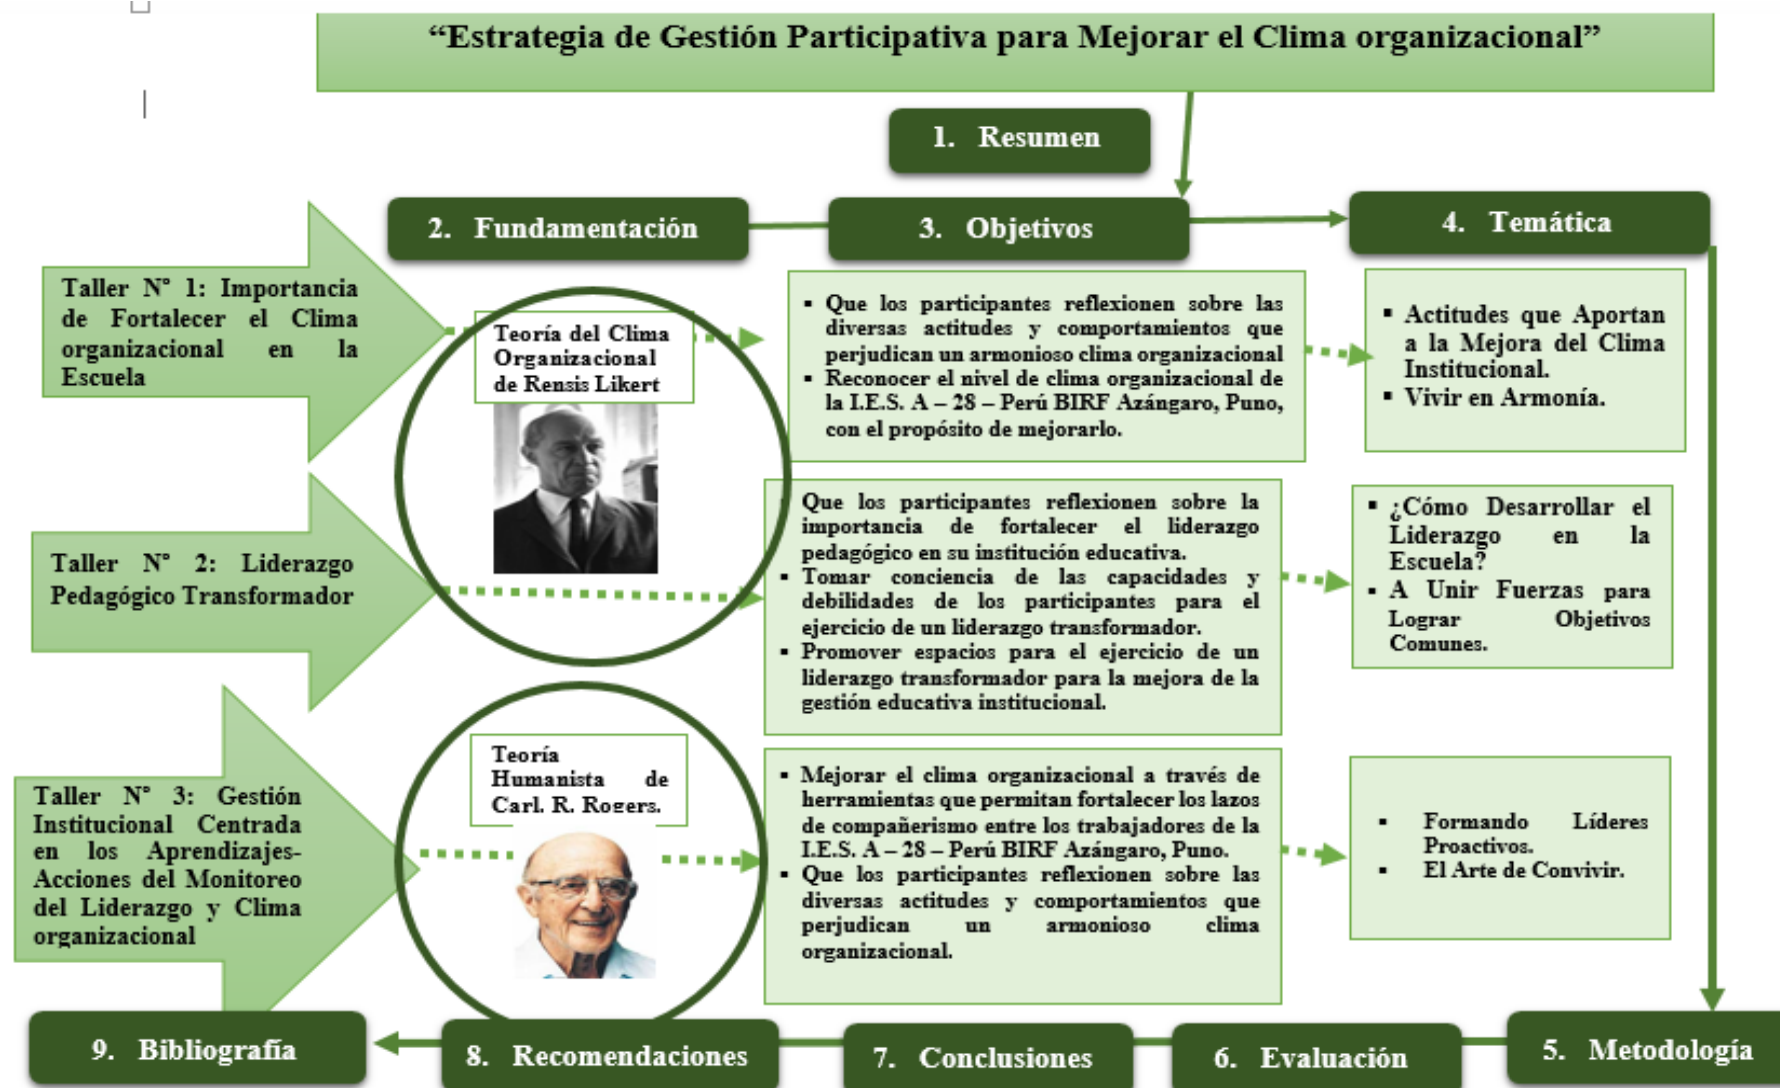 “Estrategia de Gestión Participativa para Mejorar el Clima organizacional”
1. Resumen
2. Fundamentación
3. Objetivos
4. Temática
Taller N° 1: Importancia
de Fortalecer el Clima
organizacional en la
Escuela
Teoría del Clima
Organizacional
de Rensis Likert
▪ Que los participantes reflexionen sobre las
diversas actitudes y comportamientos que
perjudican un armonioso clima organizacional
▪ Reconocer el nivel de clima organizacional de
la I.E.S. A – 28 – Perú BIRF Azángaro, Puno,
con el propósito de mejorarlo.
▪ Actitudes que Aportan
a la Mejora del Clima
Institucional.
▪ Vivir en Armonía.
Taller N° 2: Liderazgo
Pedagógico Transformador
Que los participantes reflexionen sobre la
importancia de fortalecer el liderazgo
pedagógico en su institución educativa.
▪ Tomar conciencia de las capacidades y
debilidades de los participantes para el
ejercicio de un liderazgo transformador.
▪ Promover espacios para el ejercicio de un
liderazgo transformador para la mejora de la
gestión educativa institucional.
▪ ¿Cómo Desarrollar el
Liderazgo en la
Escuela?
▪ A Unir Fuerzas para
Lograr Objetivos
Comunes.
Taller N° 3: Gestión
Institucional Centrada
en los Aprendizajes-
Acciones del Monitoreo
del Liderazgo y Clima
organizacional
Teoría
Humanista de
Carl. R. Rogers.
▪ Mejorar el clima organizacional a través de
herramientas que permitan fortalecer los lazos
de compañerismo entre los trabajadores de la
I.E.S. A – 28 – Perú BIRF Azángaro, Puno.
▪ Que los participantes reflexionen sobre las
diversas actitudes y comportamientos que
perjudican un armonioso clima
organizacional.
▪ Formando Líderes
Proactivos.
▪ El Arte de Convivir.
9. Bibliografía
8. Recomendaciones
7. Conclusiones
6. Evaluación
5. Metodología